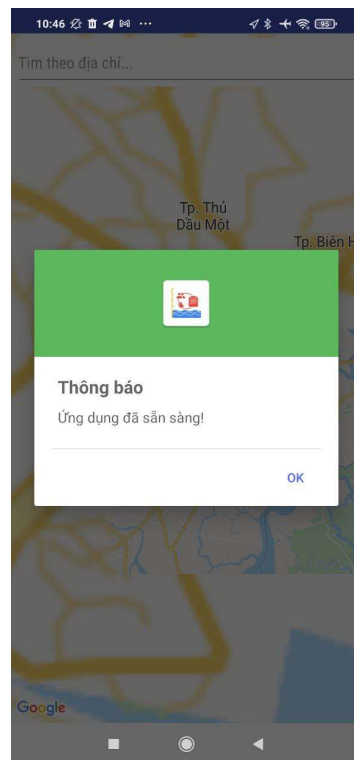 10:46
95
Tìm theo địa chỉ...
Tp. Thủ
Dầu Một
Tp. Biên H
Thông báo
Ứng dụng đã sẵn sàng!
OK
Google